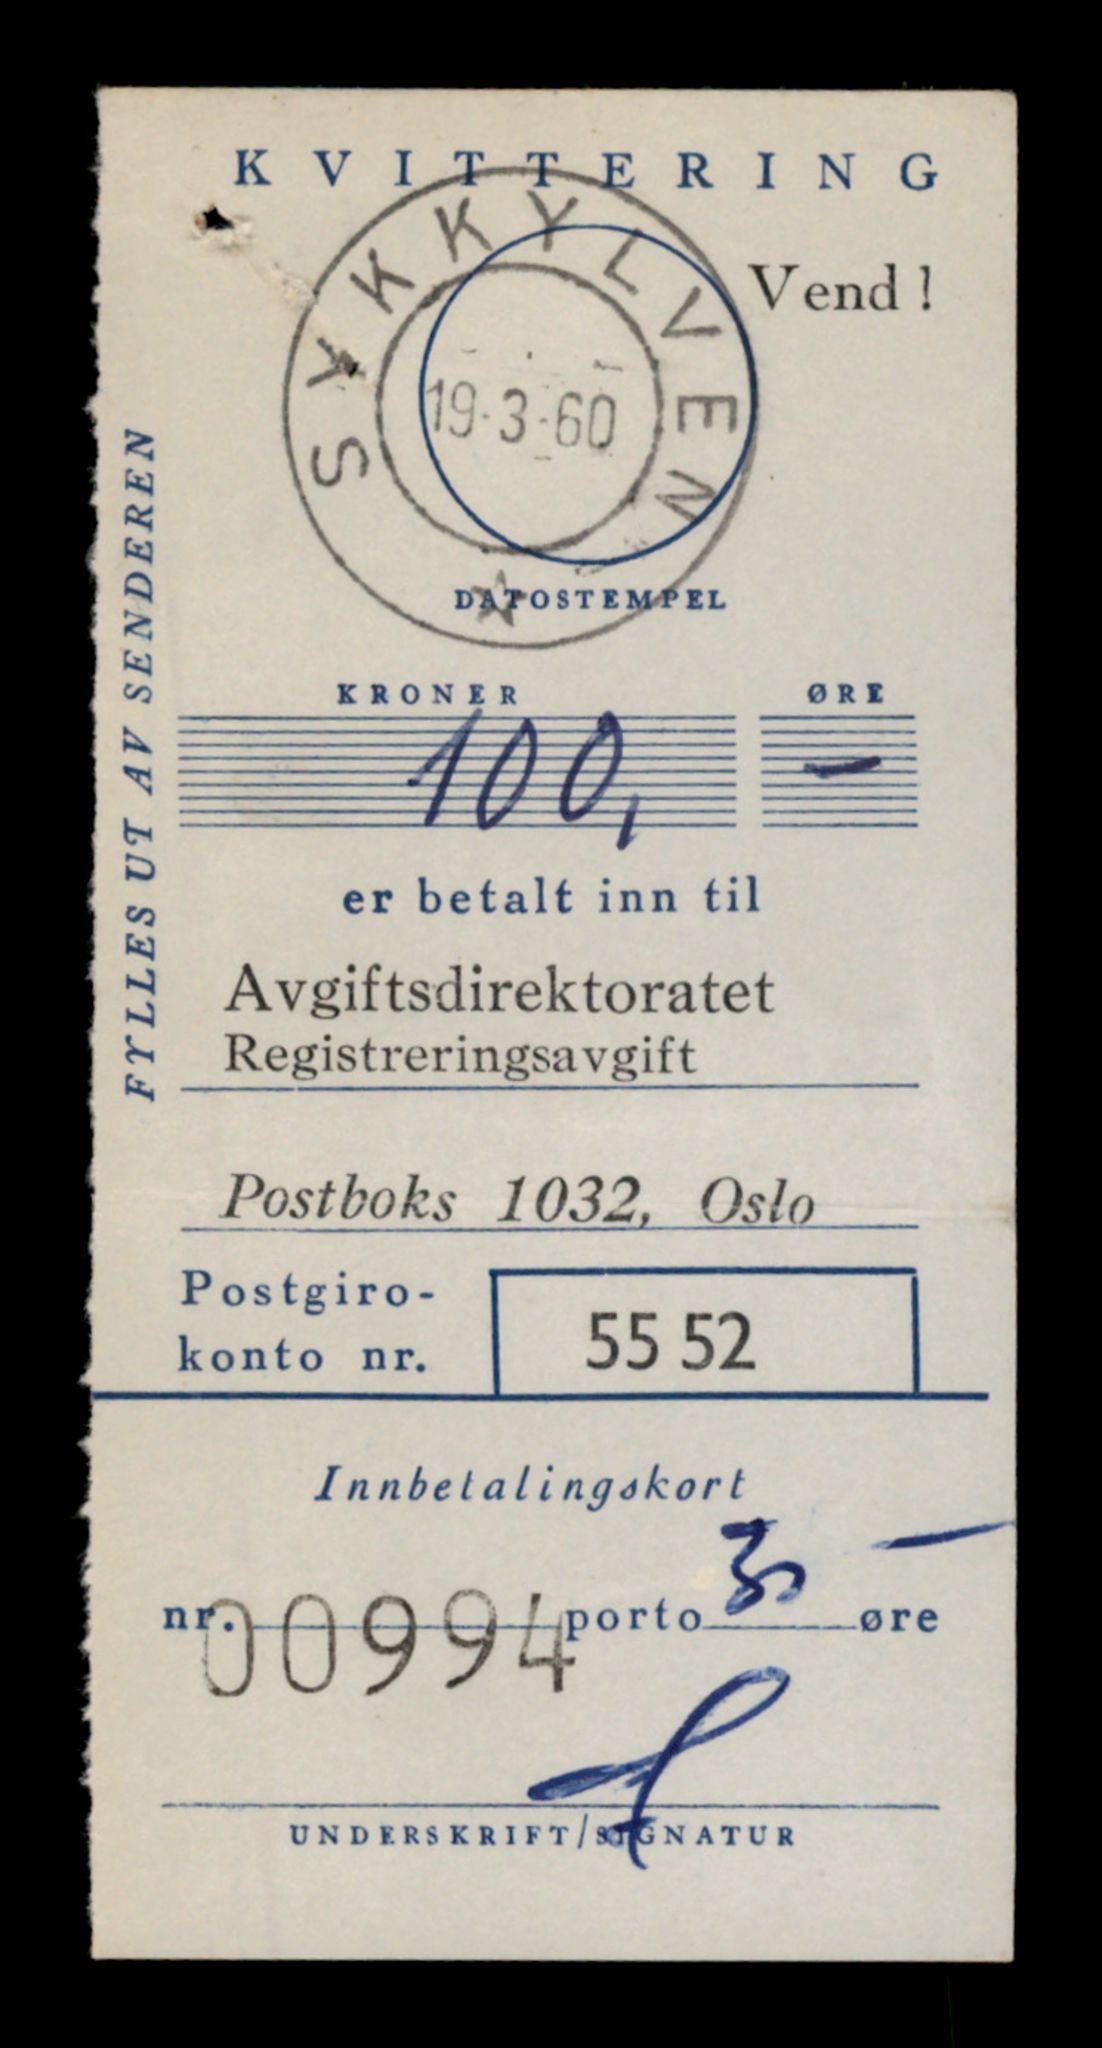 KVITTERING
Vend!
SYKKYLVEN
19-3-60
DATOSTEMPEL
FYLLES UT AV SENDEREN
KRONER ØRE
100, —
er betalt inn til
Avgiftsdirektoratet
Registreringsavgift
Postboks 1032, Oslo
Postgiro-
konto nr. 55 52
Innbetalingskort
nr. 00994 porto 30 — øre
UNDERSKRIFT/SIGNATUR